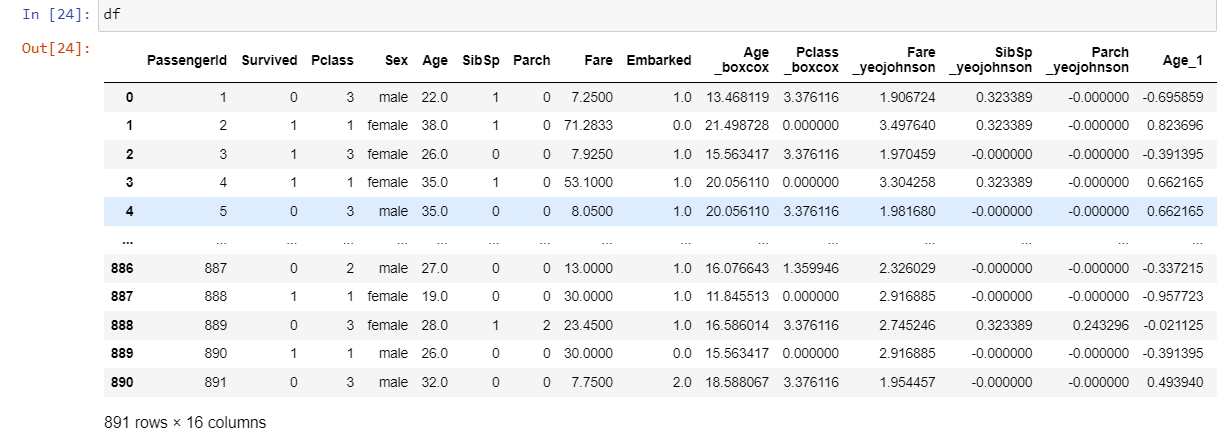 In [24]: df
Out[24]:
PassengerId Survived Pclass Sex Age SibSp Parch Fare Embarked Age _boxcox Pclass _boxcox Fare _yeojohnson SibSp _yeojohnson Parch _yeojohnson Age_1
0 1 0 3 male 22.0 1 0 7.2500 1.0 13.468119 3.376116 1.906724 0.323389 -0.000000 -0.695859
1 2 1 1 female 38.0 1 0 71.2833 0.0 21.498728 0.000000 3.497640 0.323389 -0.000000 0.823696
2 3 1 3 female 26.0 0 0 7.9250 1.0 15.563417 3.376116 1.970459 -0.000000 -0.000000 -0.391395
3 4 1 1 female 35.0 1 0 53.1000 1.0 20.056110 0.000000 3.304258 0.323389 -0.000000 0.662165
4 5 0 3 male 35.0 0 0 8.0500 1.0 20.056110 3.376116 1.981680 -0.000000 -0.000000 0.662165
... ... ... ... ... ... ... ... ... ... ... ... ... ... ... ...
886 887 0 2 male 27.0 0 0 13.0000 1.0 16.076643 1.359946 2.326029 -0.000000 -0.000000 -0.337215
887 888 1 1 female 19.0 0 0 30.0000 1.0 11.845513 0.000000 2.916885 -0.000000 -0.000000 -0.957723
888 889 0 3 female 28.0 1 2 23.4500 1.0 16.586014 3.376116 2.745246 0.323389 0.243296 -0.021125
889 890 1 1 male 26.0 0 0 30.0000 0.0 15.563417 0.000000 2.916885 -0.000000 -0.000000 -0.391395
890 891 0 3 male 32.0 0 0 7.7500 2.0 18.588067 3.376116 1.954457 -0.000000 -0.000000 0.493940
891 rows × 16 columns